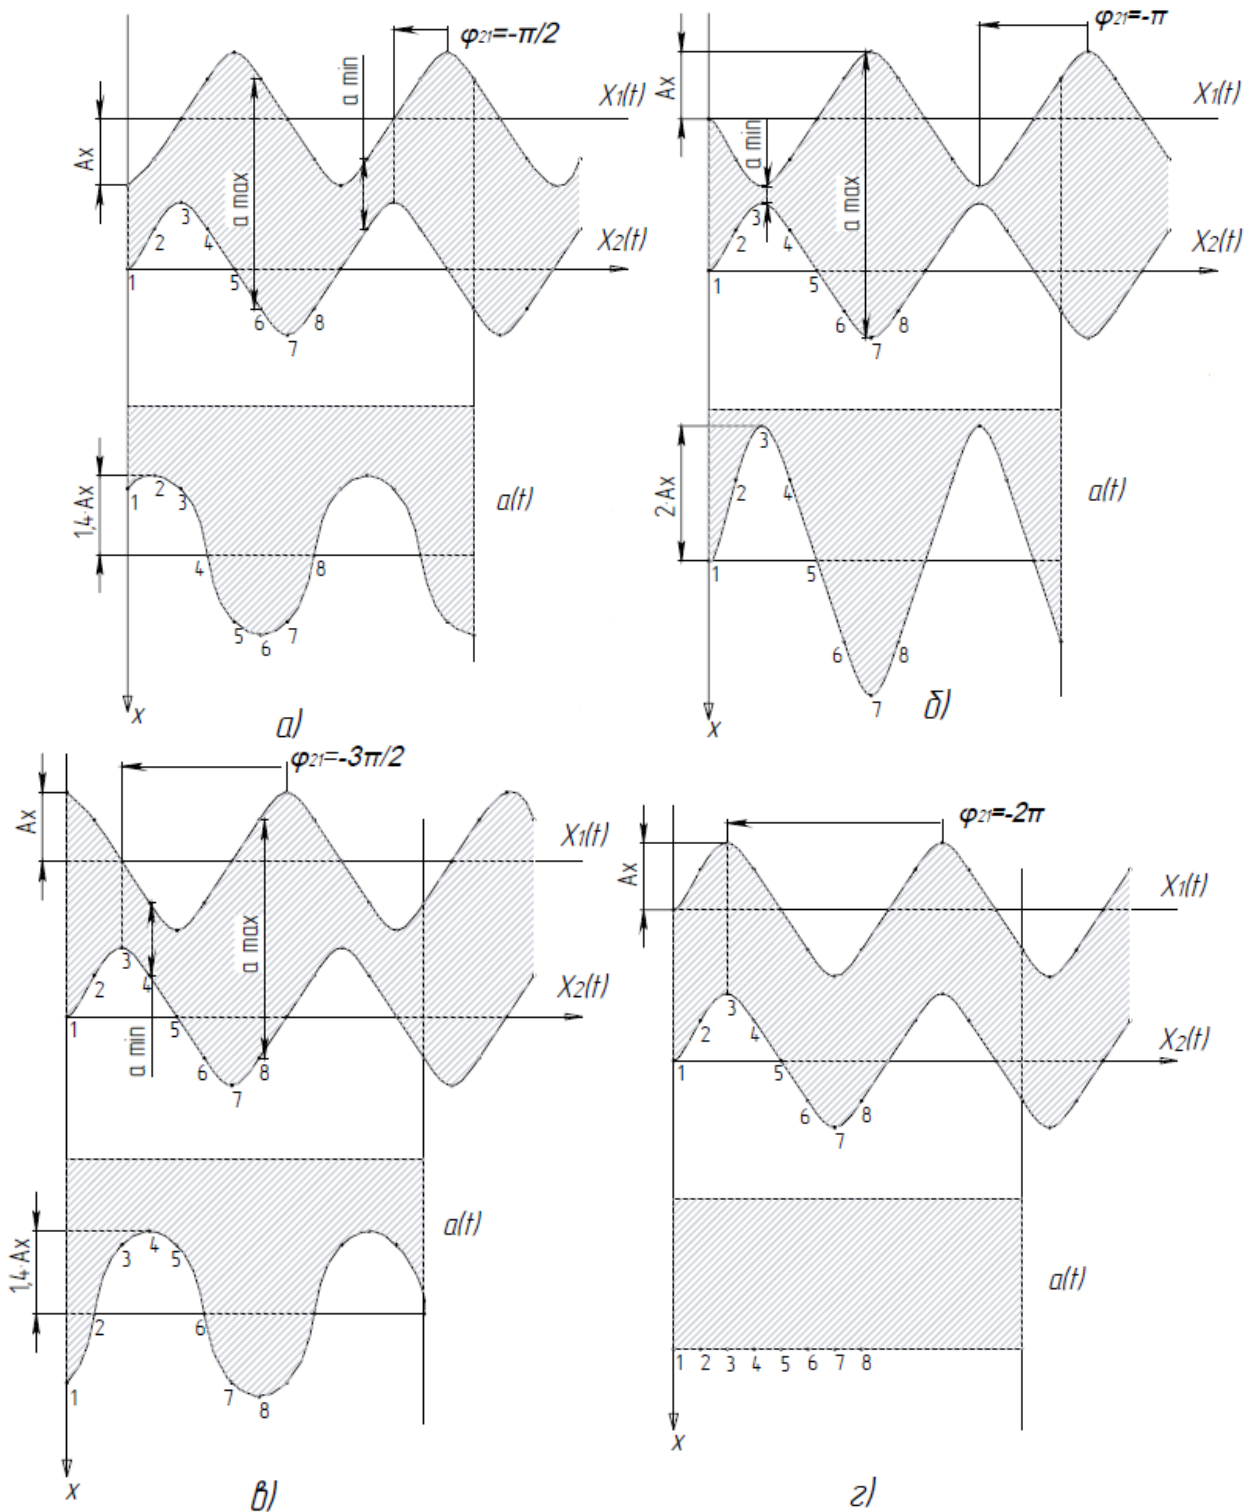 φ21=-π/2
X1(t)
Ax
a min
a max
X2(t)
1
2
3
4
5
6
7
8
1,4·Ax
a(t)
1
2
3
4
5
6
7
8
x
а)
φ21=-π
X1(t)
Ax
a min
a max
X2(t)
1
2
3
4
5
6
7
8
2·Ax
a(t)
1
2
3
4
5
6
7
8
x
б)
φ21=-3π/2
X1(t)
Ax
a max
a min
X2(t)
1
2
3
4
5
6
7
8
1,4·Ax
a(t)
1
2
3
4
5
6
7
8
x
в)
φ21=-2π
X1(t)
Ax
X2(t)
1
2
3
4
5
6
7
8
a(t)
1
2
3
4
5
6
7
8
x
г)